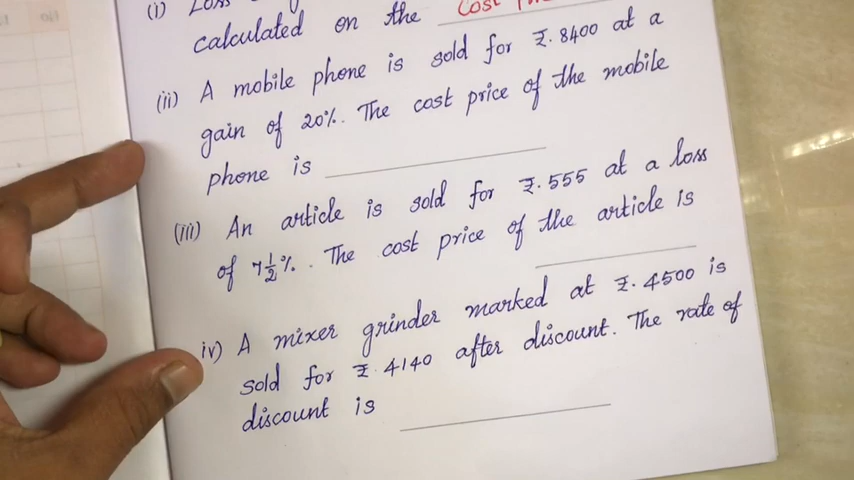 (i) Loss
calculated on the Cost
(ii) A mobile phone is sold for ₹. 8400 at a
gain of 20%. The cost price of the mobile
phone is
(iii) An article is sold for ₹. 555 at a loss
of 7 1/2 %. The cost price of the article is
iv) A mixer grinder marked at ₹. 4500 is
sold for ₹. 4140 after discount. The rate of
discount is